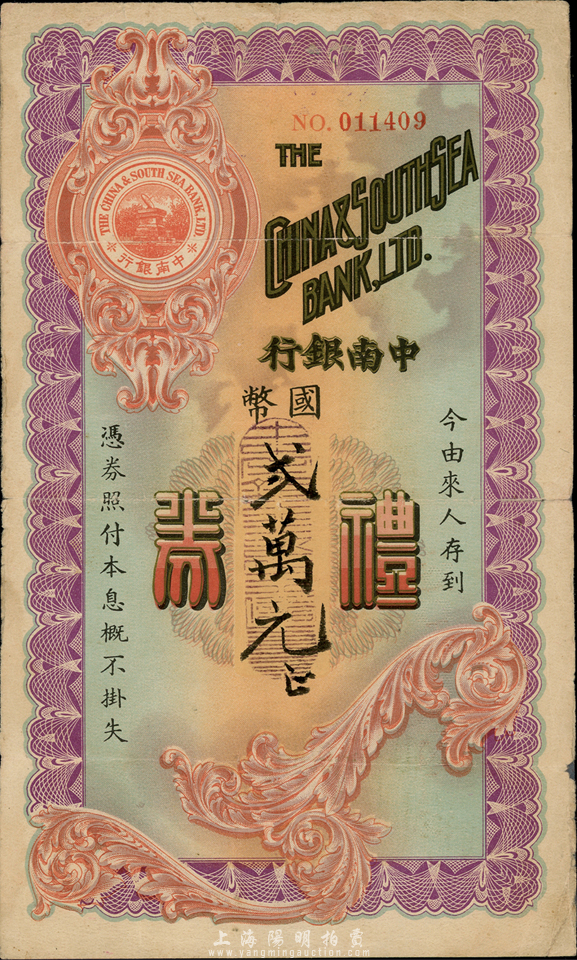 NO. 011409
THE
CHINA & SOUTH SEA
BANK, LTD.
THE CHINA & SOUTH SEA BANK, LTD.
中南銀行
中南銀行
國幣
今由來人存到
禮券
貳萬元正
憑券照付本息概不掛失
上海陽明拍賣
www.yangmingauction.com